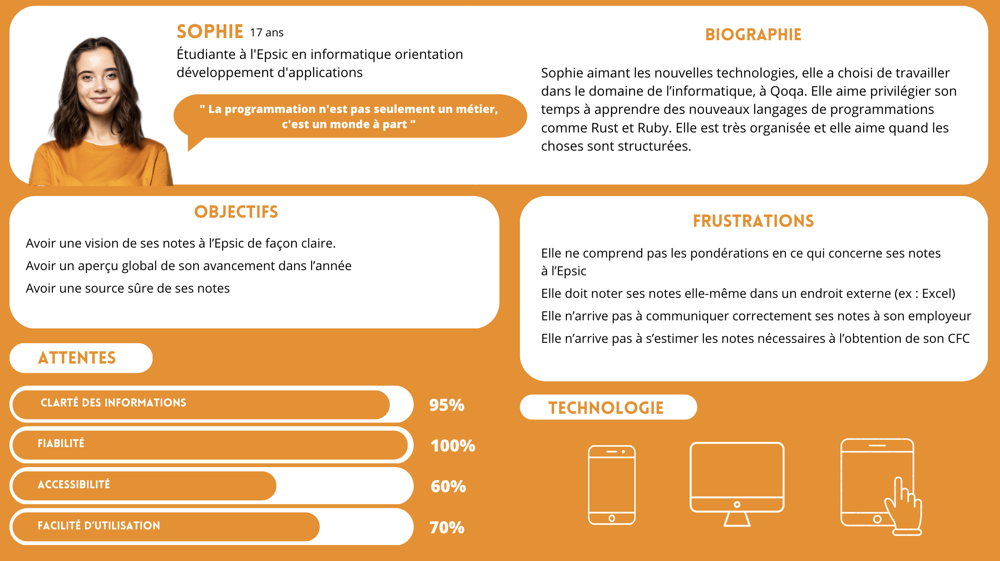 SOPHIE 17 ans
Étudiante à l'Epsic en informatique orientation
développement d'applications
" La programmation n'est pas seulement un métier,
c'est un monde à part "
BIOGRAPHIE
Sophie aimant les nouvelles technologies, elle a choisi de travailler
dans le domaine de l’informatique, à Qoqa. Elle aime privilégier son
temps à apprendre des nouveaux langages de programmations
comme Rust et Ruby. Elle est très organisée et elle aime quand les
choses sont structurées.
OBJECTIFS
Avoir une vision de ses notes à l’Epsic de façon claire.
Avoir un aperçu global de son avancement dans l’année
Avoir une source sûre de ses notes
FRUSTRATIONS
Elle ne comprend pas les pondérations en ce qui concerne ses notes
à l’Epsic
Elle doit noter ses notes elle-même dans un endroit externe (ex : Excel)
Elle n’arrive pas à communiquer correctement ses notes à son employeur
Elle n’arrive pas à s’estimer les notes nécessaires à l’obtention de son CFC
ATTENTES
CLARTÉ DES INFORMATIONS 95%
FIABILITÉ 100%
ACCESSIBILITÉ 60%
FACILITÉ D’UTILISATION 70%
TECHNOLOGIE